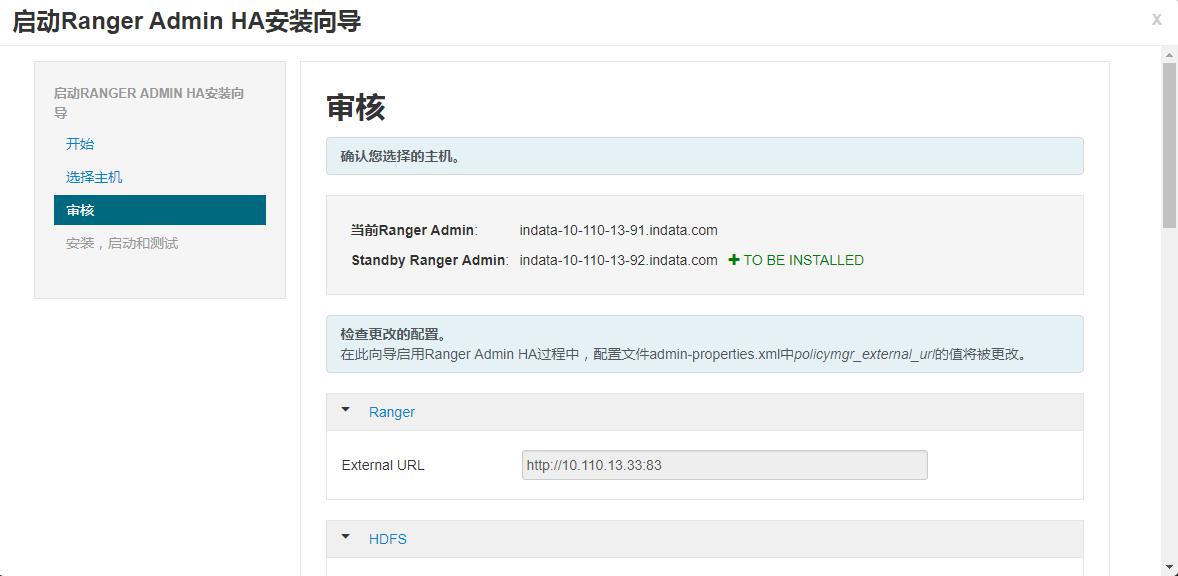 启动Ranger Admin HA安装向导
x
启动RANGER ADMIN HA安装向
导
开始
选择主机
审核
安装，启动和测试
审核
确认您选择的主机。
当前Ranger Admin: indata-10-110-13-91.indata.com
Standby Ranger Admin: indata-10-110-13-92.indata.com + TO BE INSTALLED
检查更改的配置。
在此向导启用Ranger Admin HA过程中，配置文件admin-properties.xml中policymgr_external_url的值将被更改。
Ranger
External URL http://10.110.13.33:83
HDFS